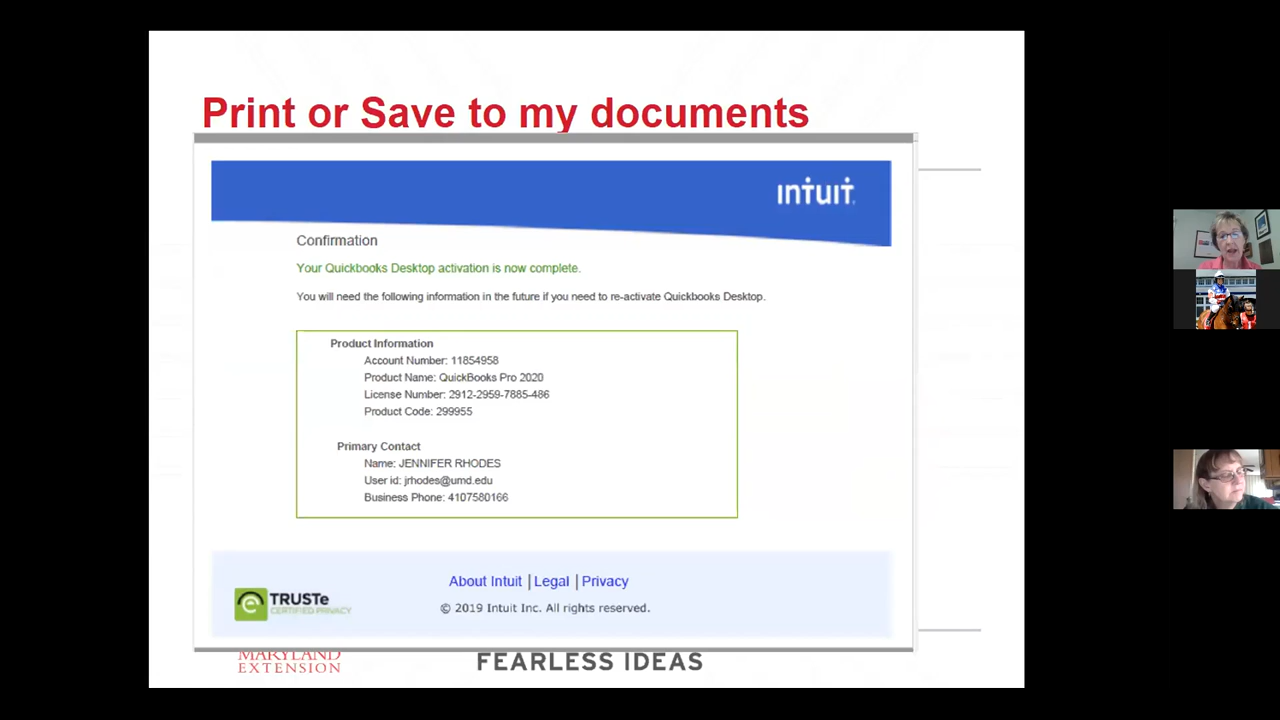 Print or Save to my documents
intuit
Confirmation
Your Quickbooks Desktop activation is now complete.
You will need the following information in the future if you need to re-activate Quickbooks Desktop.
Product Information
Account Number: 11854958
Product Name: QuickBooks Pro 2020
License Number: 2912-2959-7885-486
Product Code: 299955
Primary Contact
Name: JENNIFER RHODES
User id: jrhodes@umd.edu
Business Phone: 4107580166
About Intuit | Legal | Privacy
TRUSTe
CERTIFIED PRIVACY
© 2019 Intuit Inc. All rights reserved.
MARYLAND
EXTENSION
FEARLESS IDEAS